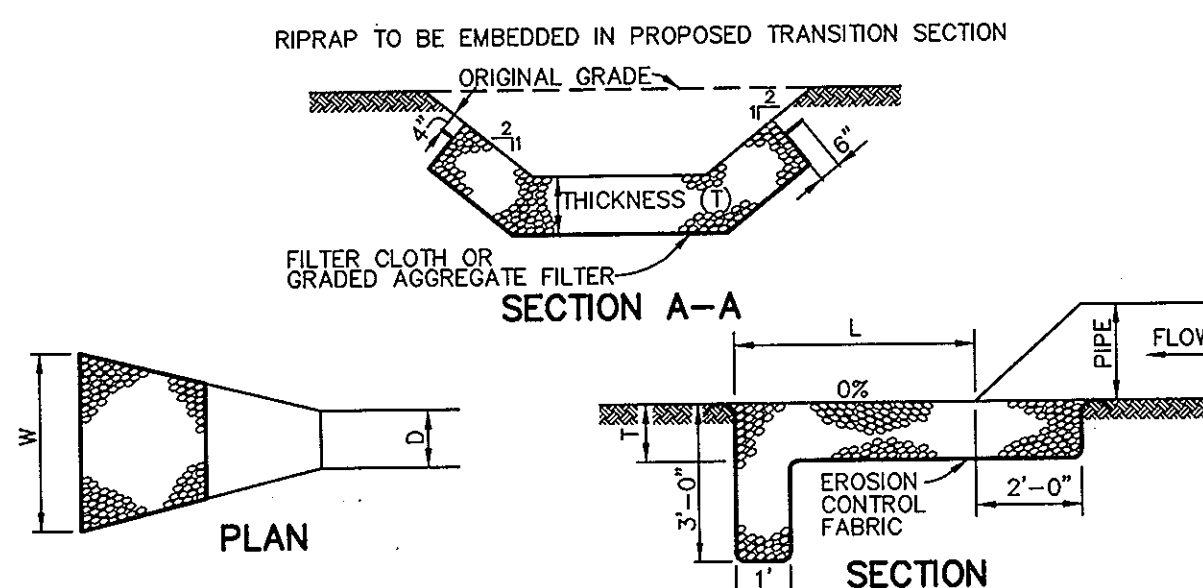 RIPRAP TO BE EMBEDDED IN PROPOSED TRANSITION SECTION
ORIGINAL GRADE
4"
2
1
2
1
6"
THICKNESS T
FILTER CLOTH OR
GRADED AGGREGATE FILTER
SECTION A-A
L
PIPE
FLOW
0%
W
D
T
3'-0"
EROSION
CONTROL
FABRIC
2'-0"
PLAN
1'
SECTION